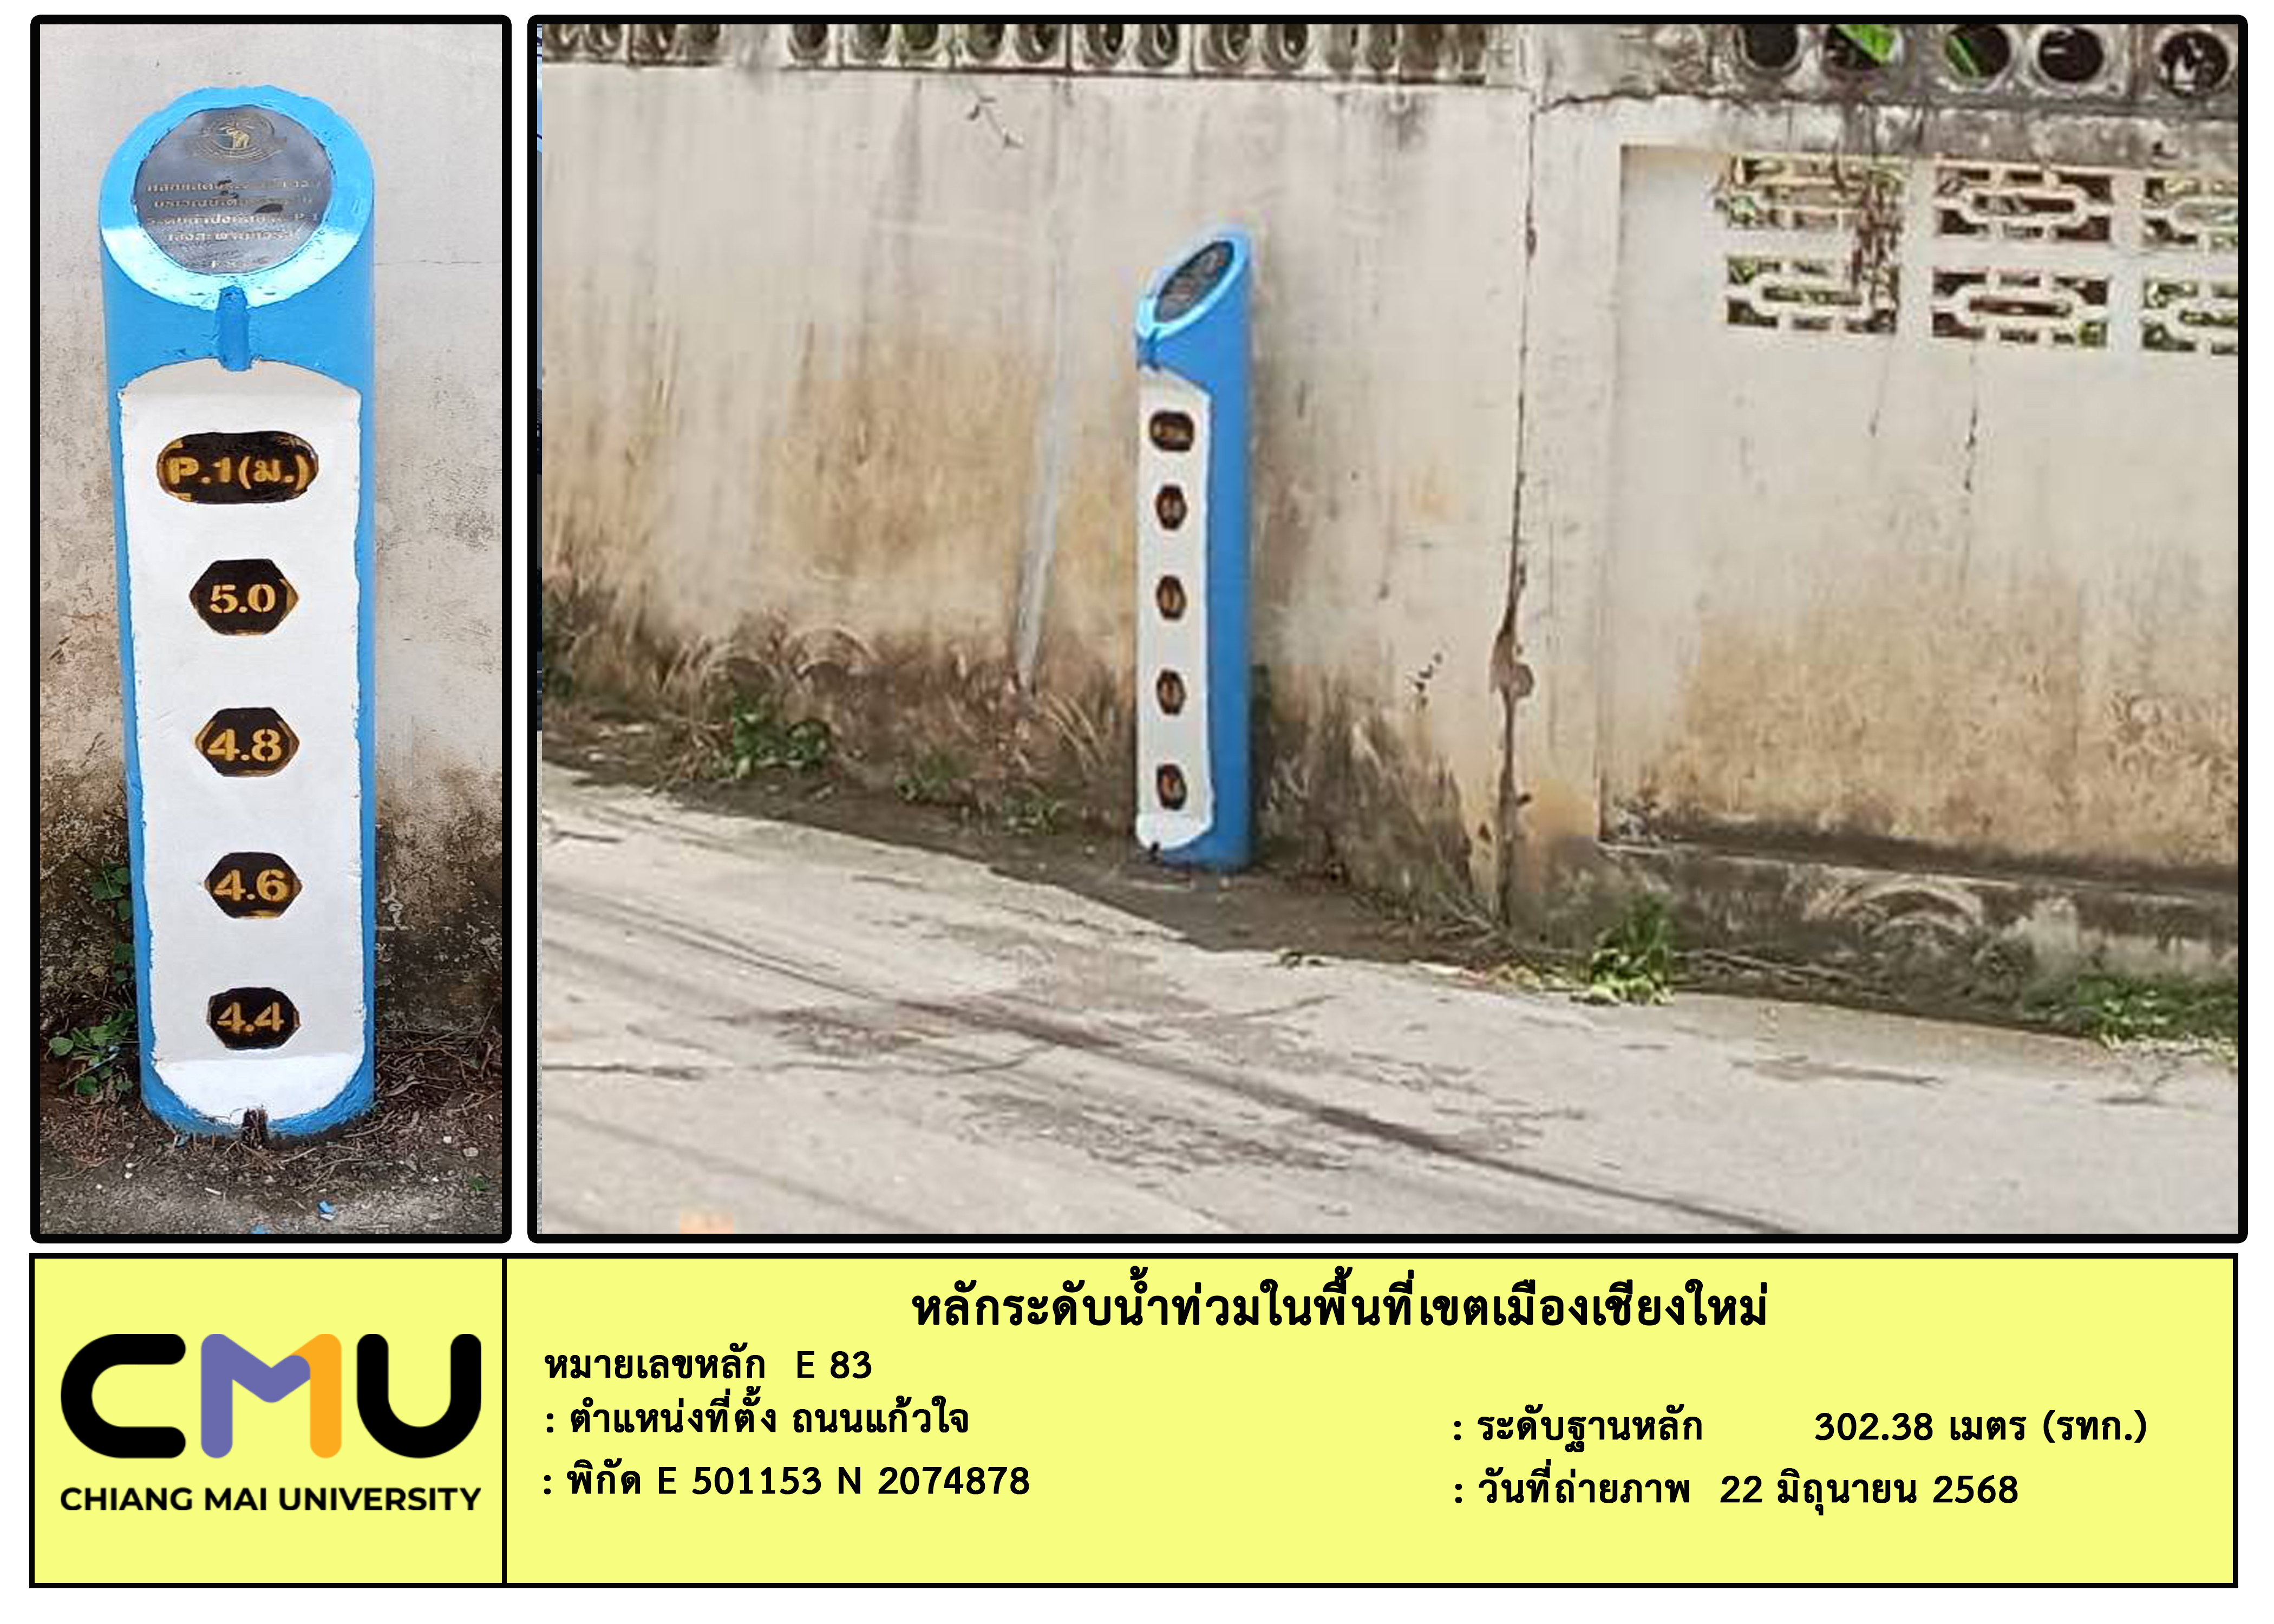 P.1(ม.)
5.0
4.8
4.6
4.4
CMU
CHIANG MAI UNIVERSITY
หลักระดับน้ำท่วมในพื้นที่เขตเมืองเชียงใหม่
หมายเลขหลัก E 83
: ตำแหน่งที่ตั้ง ถนนแก้วใจ
: พิกัด E 501153 N 2074878
: ระดับฐานหลัก 302.38 เมตร (รทก.)
: วันที่ถ่ายภาพ 22 มิถุนายน 2568